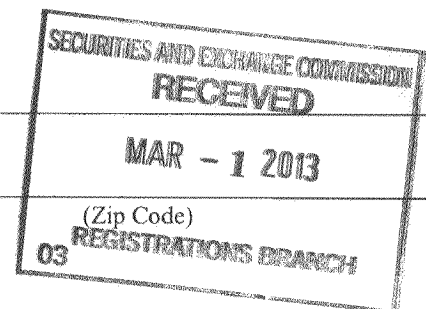 SECURITIES AND EXCHANGE COMMISSION
RECEIVED
MAR - 1 2013
(Zip Code)
03 REGISTRATIONS BRANCH